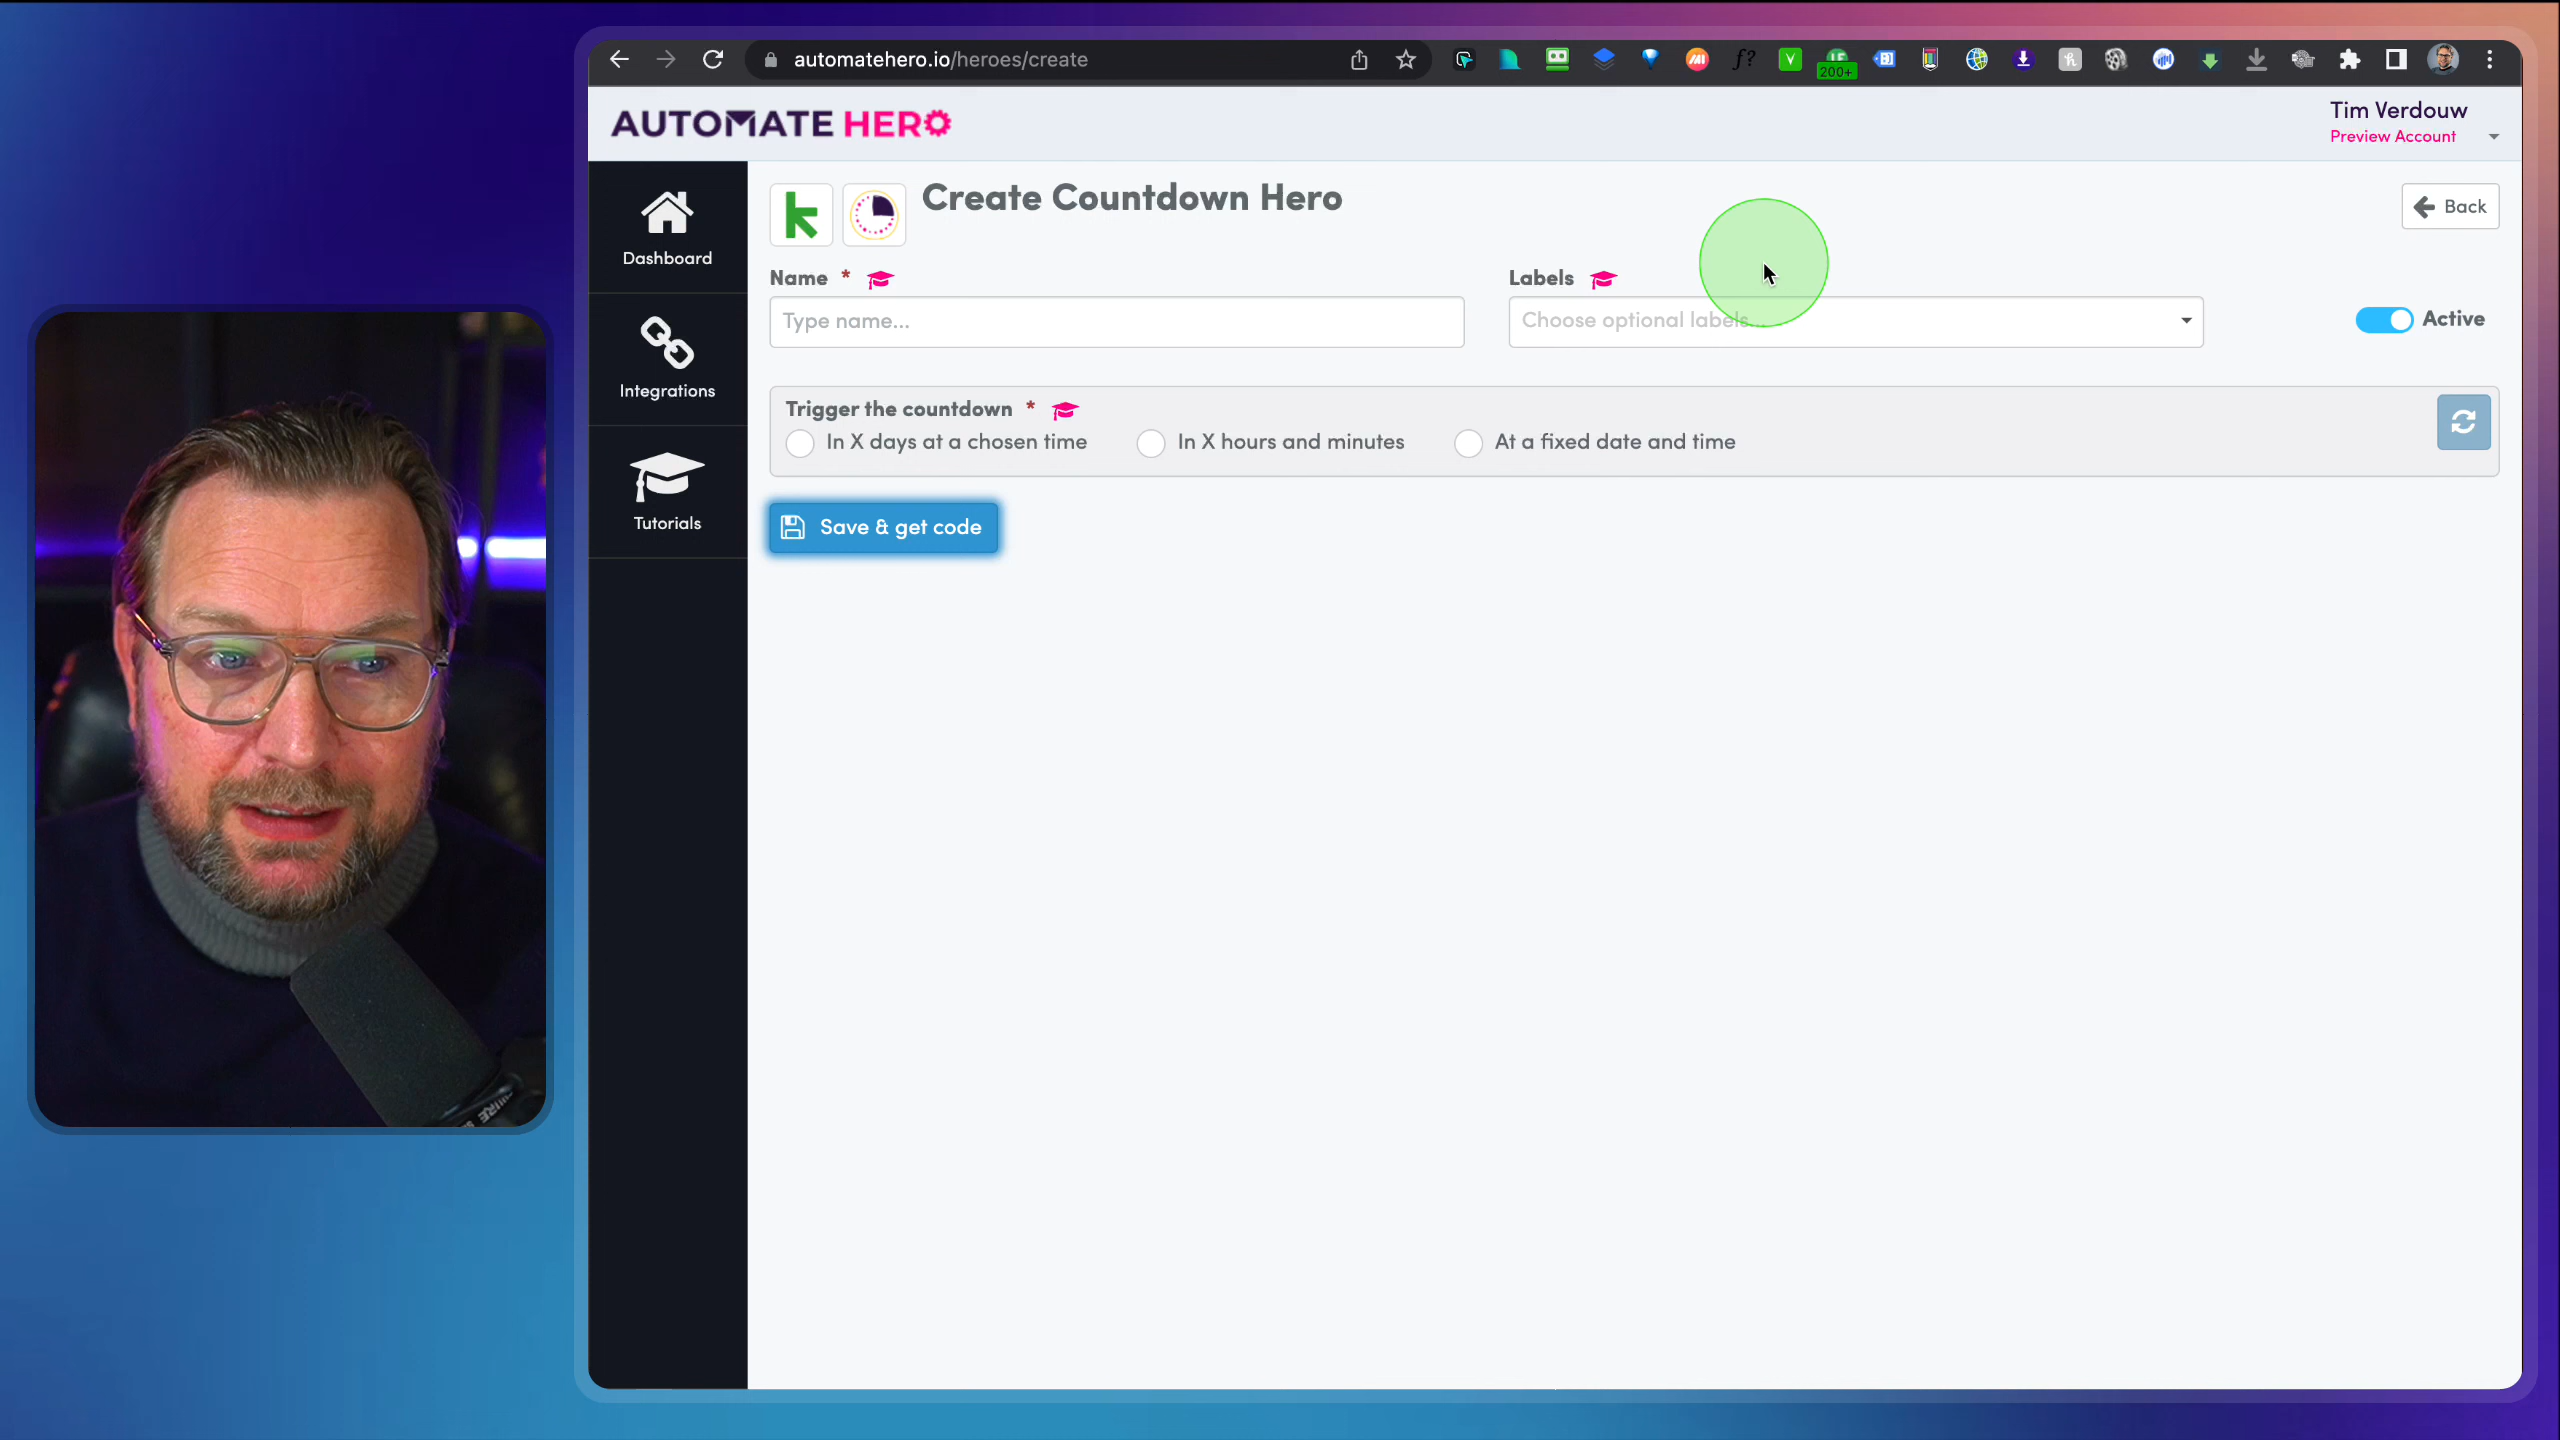 automatehero.io/heroes/create
200+
AUTOMATE HERO
Tim Verdouw
Preview Account
Dashboard
Integrations
Tutorials
Create Countdown Hero
Back
Name *
Type name...
Labels
Choose optional labels...
Active
Trigger the countdown *
In X days at a chosen time
In X hours and minutes
At a fixed date and time
Save & get code